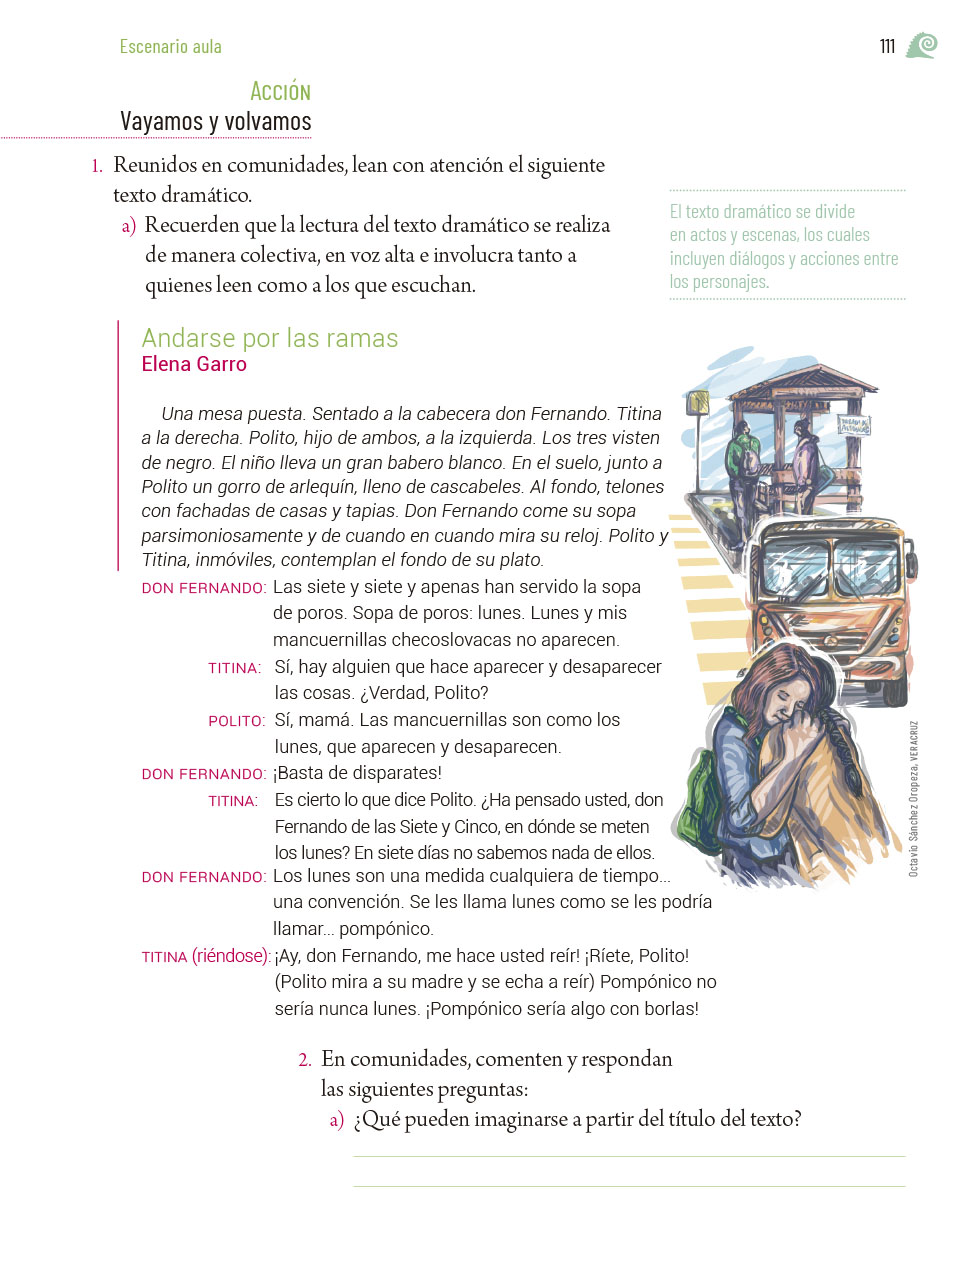 Escenario aula
111
Acción
Vayamos y volvamos
1. Reunidos en comunidades, lean con atención el siguiente
texto dramático.
a) Recuerden que la lectura del texto dramático se realiza
de manera colectiva, en voz alta e involucra tanto a
quienes leen como a los que escuchan.
El texto dramático se divide
en actos y escenas, los cuales
incluyen diálogos y acciones entre
los personajes.
Andarse por las ramas
Elena Garro
Una mesa puesta. Sentado a la cabecera don Fernando. Titina
a la derecha. Polito, hijo de ambos, a la izquierda. Los tres visten
de negro. El niño lleva un gran babero blanco. En el suelo, junto a
Polito un gorro de arlequín, lleno de cascabeles. Al fondo, telones
con fachadas de casas y tapias. Don Fernando come su sopa
parsimoniosamente y de cuando en cuando mira su reloj. Polito y
Titina, inmóviles, contemplan el fondo de su plato.
DON FERNANDO: Las siete y siete y apenas han servido la sopa
de poros. Sopa de poros: lunes. Lunes y mis
mancuernillas checoslovacas no aparecen.
TITINA: Sí, hay alguien que hace aparecer y desaparecer
las cosas. ¿Verdad, Polito?
POLITO: Sí, mamá. Las mancuernillas son como los
lunes, que aparecen y desaparecen.
DON FERNANDO: ¡Basta de disparates!
TITINA: Es cierto lo que dice Polito. ¿Ha pensado usted, don
Fernando de las Siete y Cinco, en dónde se meten
los lunes? En siete días no sabemos nada de ellos.
DON FERNANDO: Los lunes son una medida cualquiera de tiempo...
una convención. Se les llama lunes como se les podría
llamar... pompónico.
TITINA (riéndose): ¡Ay, don Fernando, me hace usted reír! ¡Ríete, Polito!
(Polito mira a su madre y se echa a reír) Pompónico no
sería nunca lunes. ¡Pompónico sería algo con borlas!
Octavio Sánchez Oropeza, VERACRUZ
2. En comunidades, comenten y respondan
las siguientes preguntas:
a) ¿Qué pueden imaginarse a partir del título del texto?